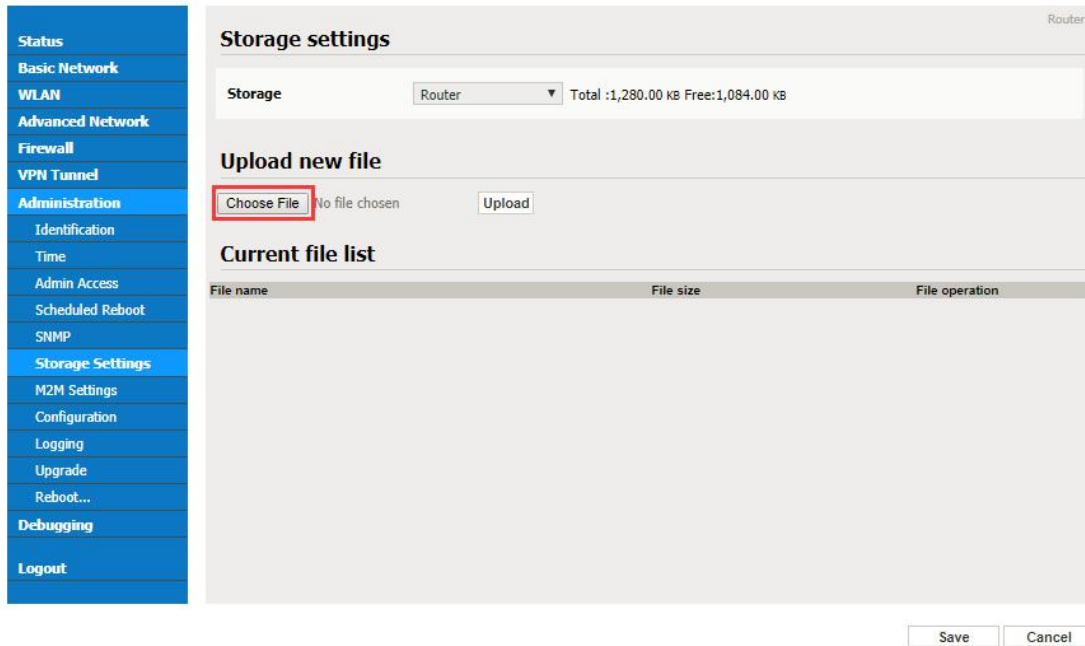 Router
Status
Basic Network
WLAN
Advanced Network
Firewall
VPN Tunnel
Administration
Identification
Time
Admin Access
Scheduled Reboot
SNMP
Storage Settings
M2M Settings
Configuration
Logging
Upgrade
Reboot...
Debugging
Logout
Storage settings
Storage Router Total :1,280.00 KB Free:1,084.00 KB
Upload new file
Choose File No file chosen Upload
Current file list
File name File size File operation
Save Cancel